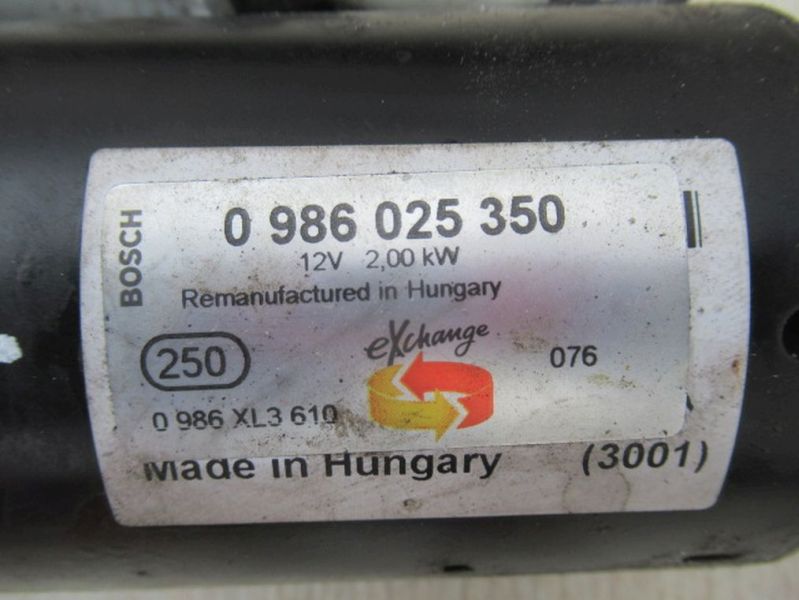 BOSCH
0 986 025 350
12V 2,00 kW
Remanufactured in Hungary
eXchange
250
076
0 986 XL3 610
Made in Hungary (3001)